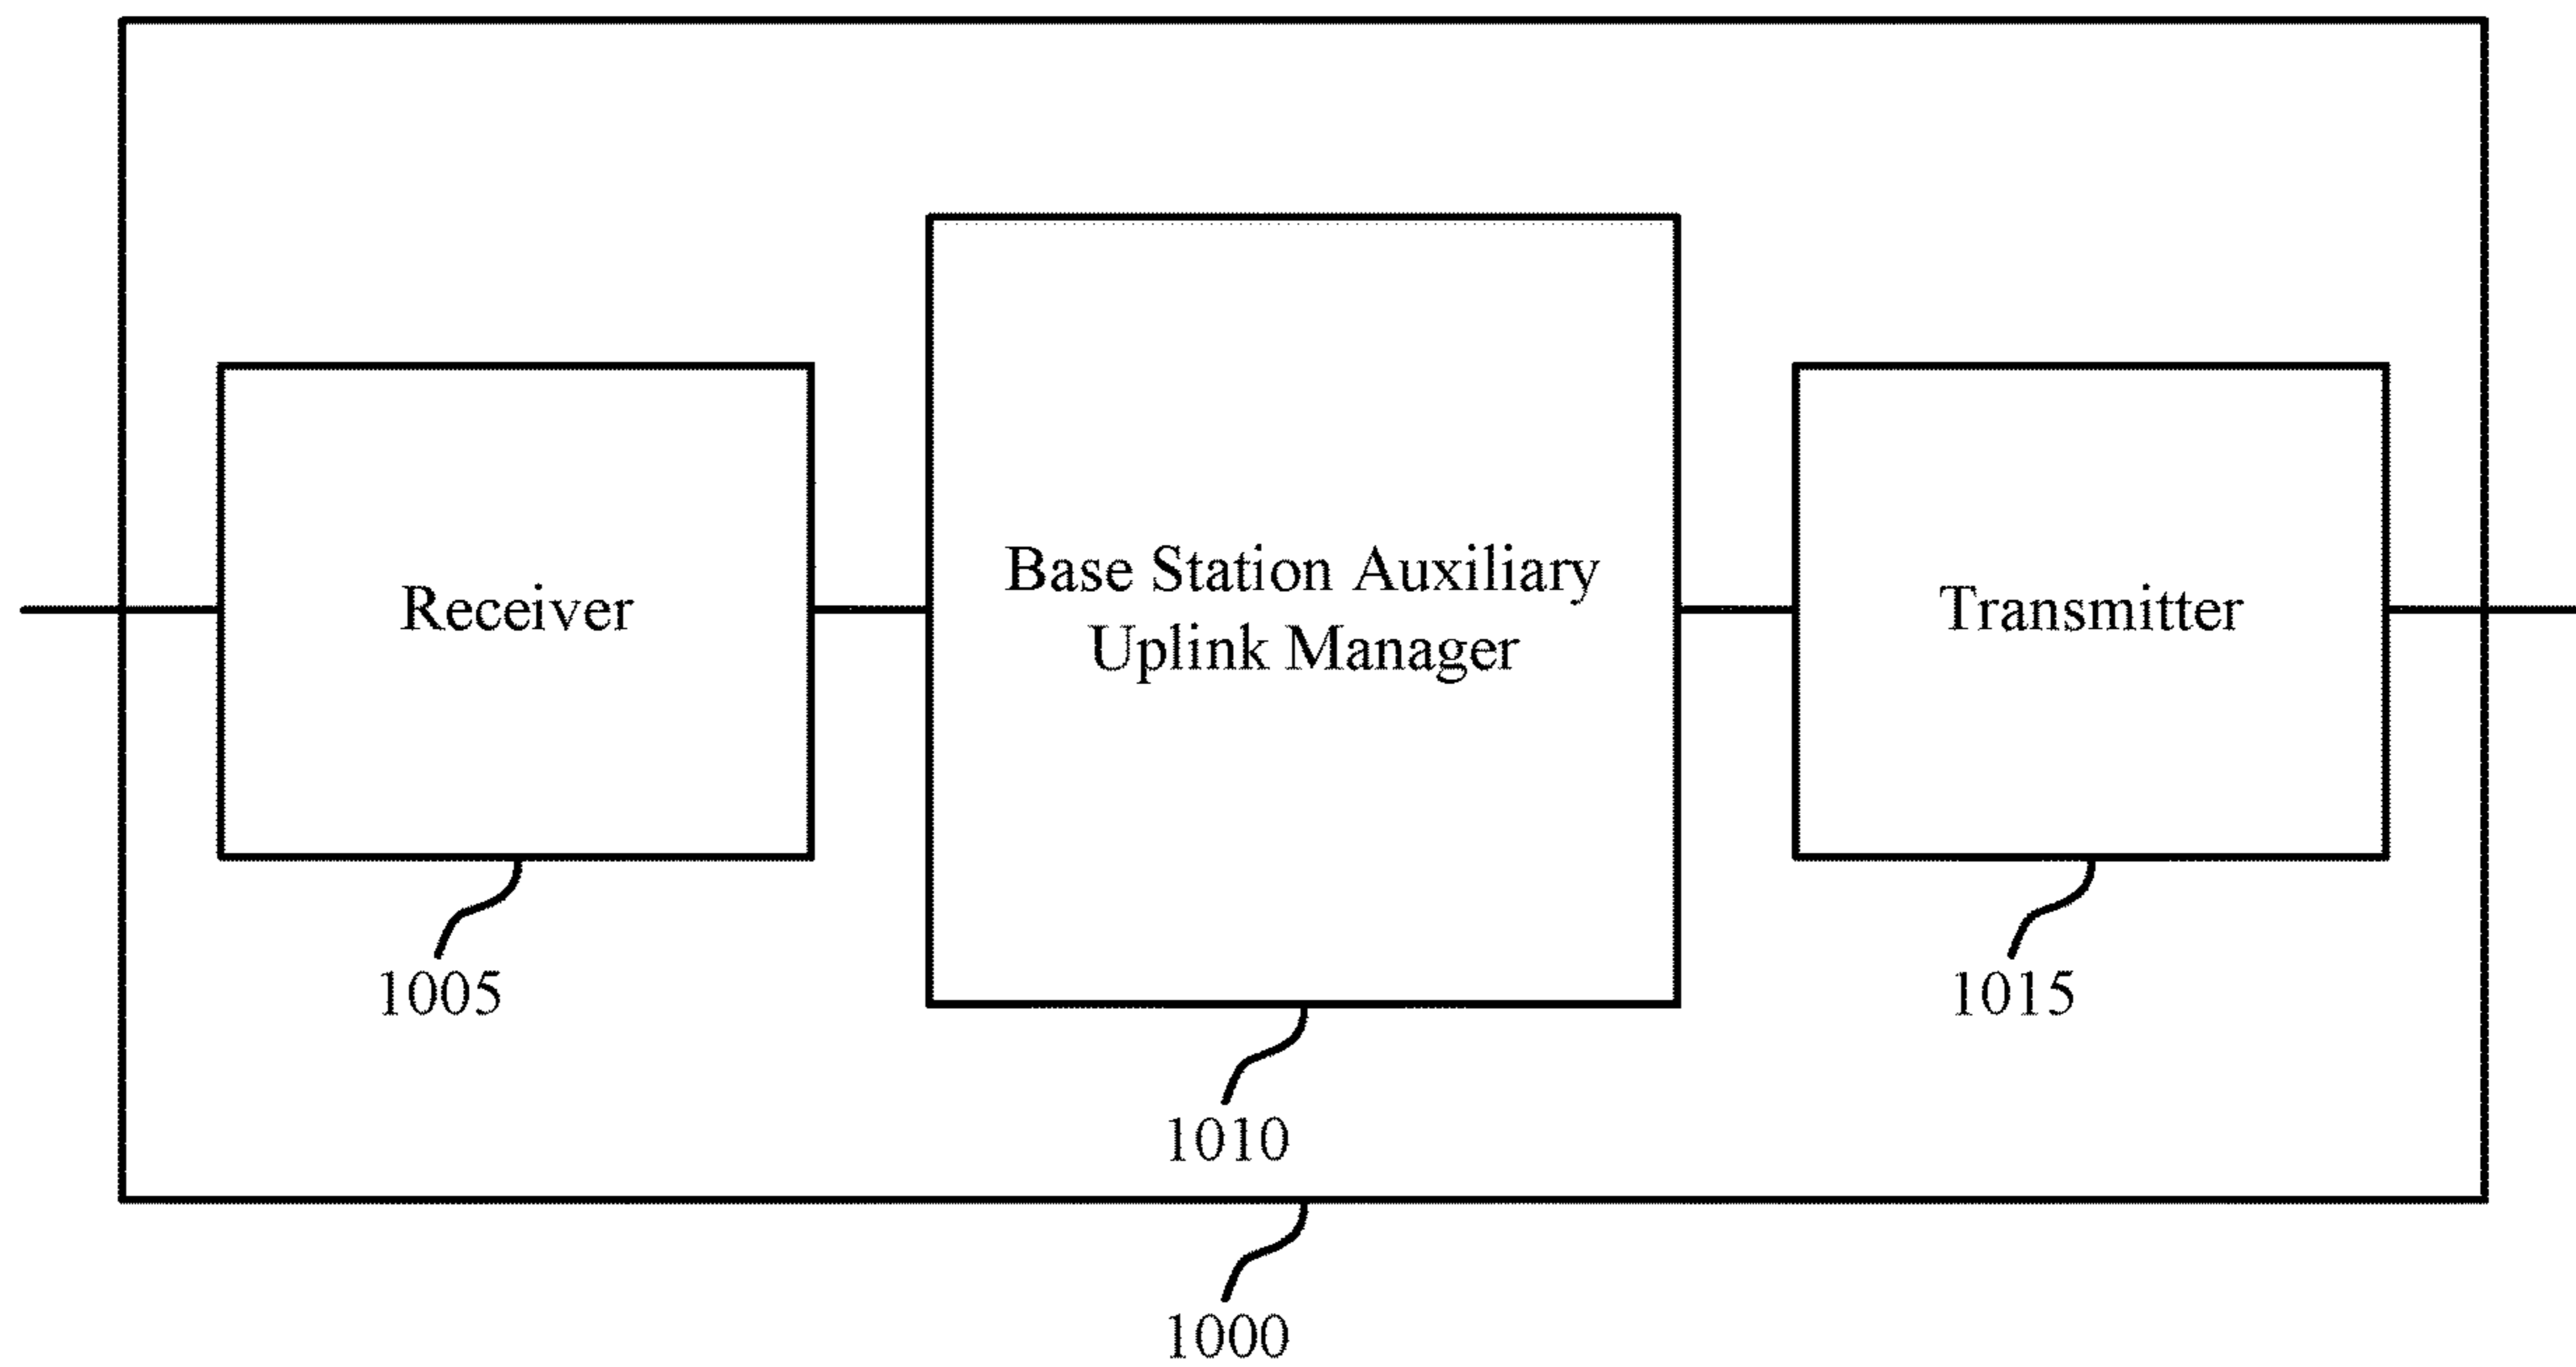 Receiver
Base Station Auxiliary
Uplink Manager
Transmitter
1005
1015
1010
1000